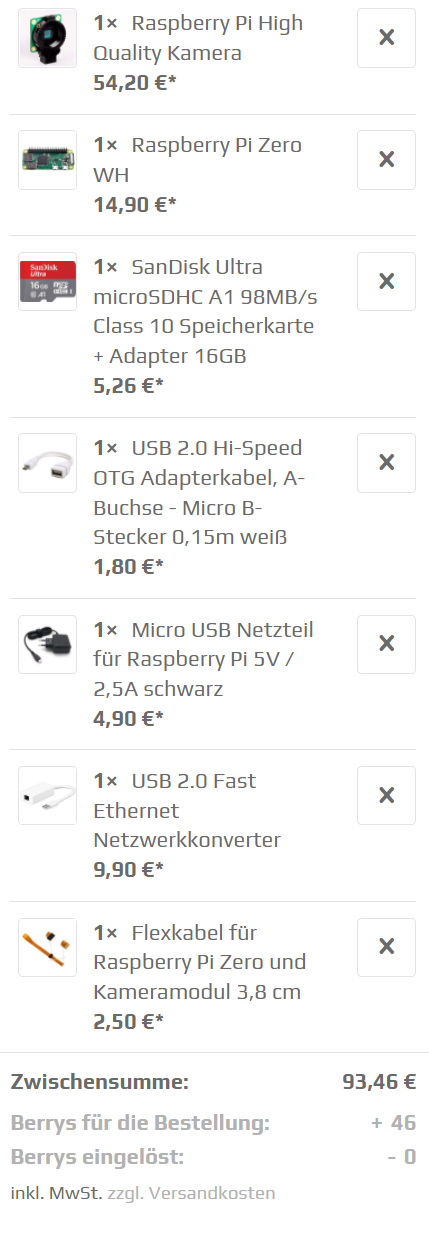 1× Raspberry Pi High
Quality Kamera
54,20 €*
1× Raspberry Pi Zero
WH
14,90 €*
SanDisk
Ultra
16GB
1× SanDisk Ultra
microSDHC A1 98MB/s
Class 10 Speicherkarte
+ Adapter 16GB
5,26 €*
1× USB 2.0 Hi-Speed
OTG Adapterkabel, A-
Buchse - Micro B-
Stecker 0,15m weiß
1,80 €*
1× Micro USB Netzteil
für Raspberry Pi 5V /
2,5A schwarz
4,90 €*
1× USB 2.0 Fast
Ethernet
Netzwerkkonverter
9,90 €*
1× Flexkabel für
Raspberry Pi Zero und
Kameramodul 3,8 cm
2,50 €*
Zwischensumme: 93,46 €
Berrys für die Bestellung: + 46
Berrys eingelöst: - 0
inkl. MwSt. zzgl. Versandkosten